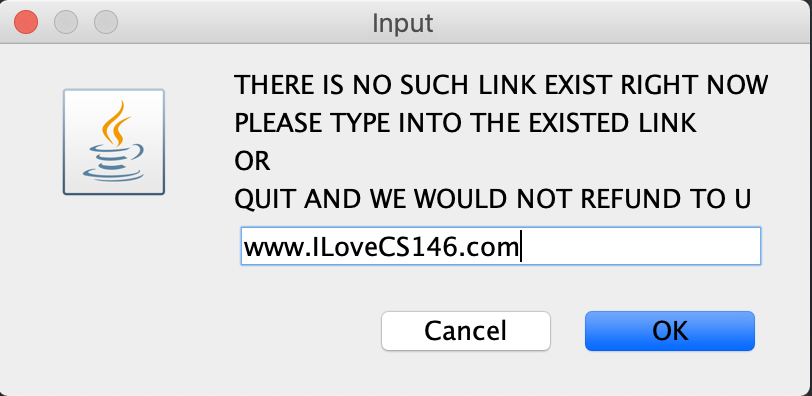 Input
THERE IS NO SUCH LINK EXIST RIGHT NOW
PLEASE TYPE INTO THE EXISTED LINK
OR
QUIT AND WE WOULD NOT REFUND TO U
www.ILoveCS146.com
Cancel
OK